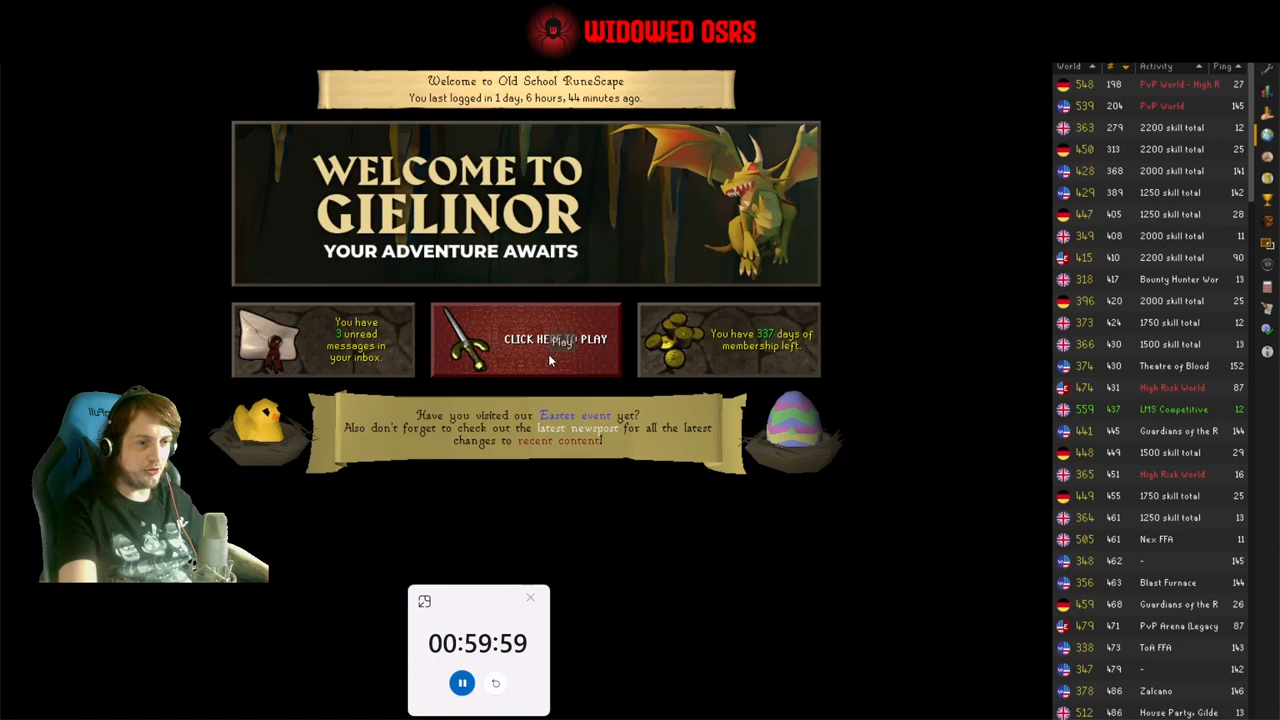 WIDOWED OSRS
Welcome to Old School RuneScape
You last logged in 1 day, 6 hours, 44 minutes ago.
WELCOME TO
GIELINOR
YOUR ADVENTURE AWAITS
You have
3 unread
messages in
your inbox.
CLICK HE PLAY
Play
You have 337 days of
membership left.
Have you visited our Easter event yet?
Also don't forget to check out the latest newspost for all the latest
changes to recent content!
00:59:59
World # Activity Ping
548 198 PvP World - High R 27
539 204 PvP World 145
363 279 2200 skill total 12
450 313 2200 skill total 25
428 368 2000 skill total 141
429 389 1250 skill total 142
447 405 1250 skill total 28
349 408 2000 skill total 11
415 410 2200 skill total 90
318 417 Bounty Hunter Wor 13
396 420 2000 skill total 25
373 424 1750 skill total 12
366 430 1500 skill total 13
374 430 Theatre of Blood 152
474 431 High Risk World 87
559 437 LMS Competitive 12
441 445 Guardians of the R 144
448 449 1500 skill total 29
365 451 High Risk World 16
449 455 1750 skill total 25
364 461 1250 skill total 13
505 461 Nex FFA 11
348 462 - 145
356 463 Blast Furnace 144
459 468 Guardians of the R 26
479 471 PvP Arena (Legacy 87
338 473 ToA FFA 143
347 479 - 142
378 486 Zalcano 146
512 486 House Party, Gilde 13